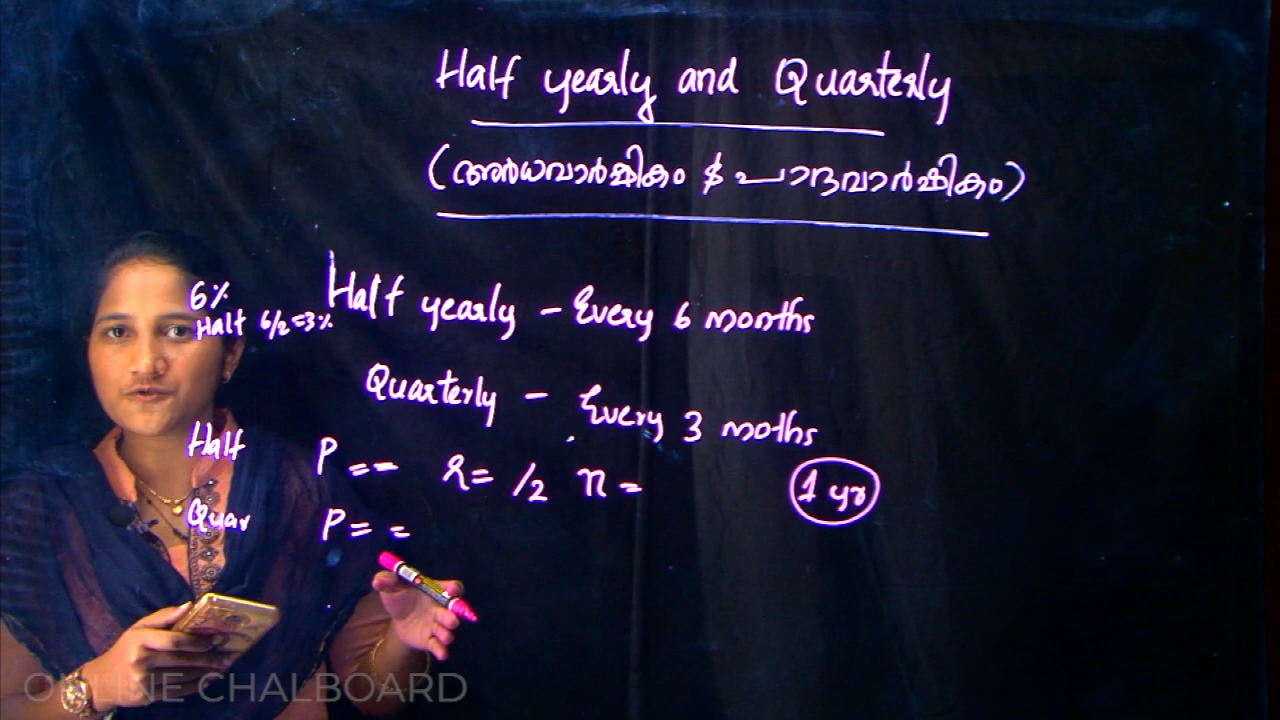 Half yearly and Quarterly
(അർധവാർഷികം & പാദവാർഷികം)
6%
Half 6/2=3%
Half yearly - Every 6 months
Quarterly - Every 3 moths
Half P == r= /2 n =
1 yr
Quar P= =
ONLINE CHALBOARD